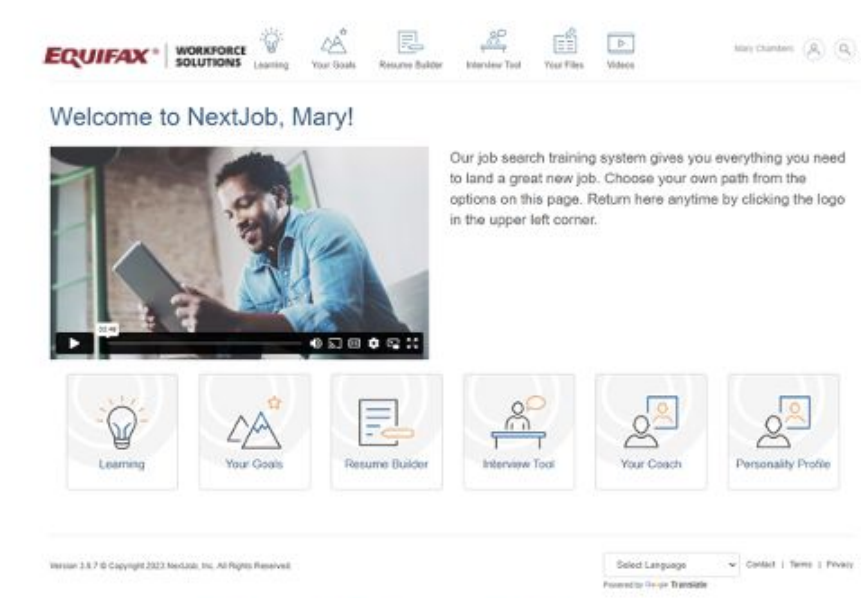 EQUIFAX® | WORKFORCE SOLUTIONS
Learning
Your Goals
Resume Builder
Interview Tool
Your Files
Videos
Mary Chambers
Welcome to NextJob, Mary!
Our job search training system gives you everything you need
to land a great new job. Choose your own path from the
options on this page. Return here anytime by clicking the logo
in the upper left corner.
Learning
Your Goals
Resume Builder
Interview Tool
Your Coach
Personality Profile
Version 3.8.7 © Copyright 2023 NextJob, Inc. All Rights Reserved.
Select Language
Contact | Terms | Privacy
Powered by Google Translate